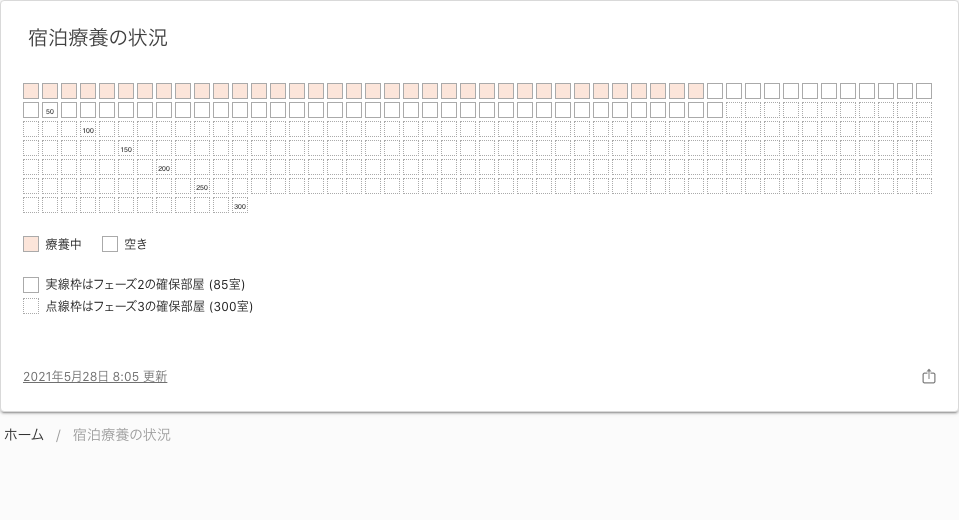 宿泊療養の状況
50
100
150
200
250
300
療養中 空き
実線枠はフェーズ2の確保部屋 (85室)
点線枠はフェーズ3の確保部屋 (300室)
2021年5月28日 8:05 更新
ホーム / 宿泊療養の状況